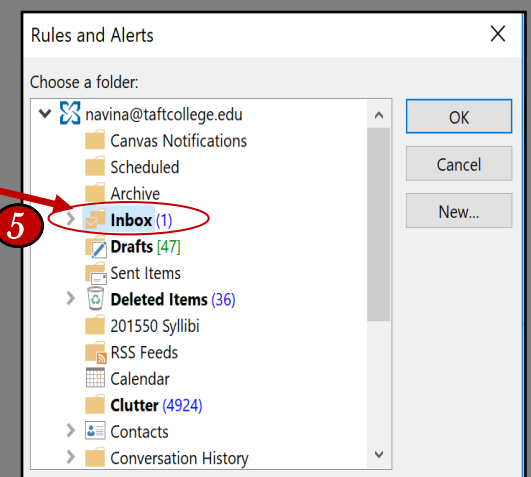 Rules and Alerts
Choose a folder:
navina@taftcollege.edu
OK
Canvas Notifications
Scheduled
Cancel
Archive
5
Inbox (1)
New...
Drafts [47]
Sent Items
Deleted Items (36)
201550 Syllibi
RSS Feeds
Calendar
Clutter (4924)
Contacts
Conversation History